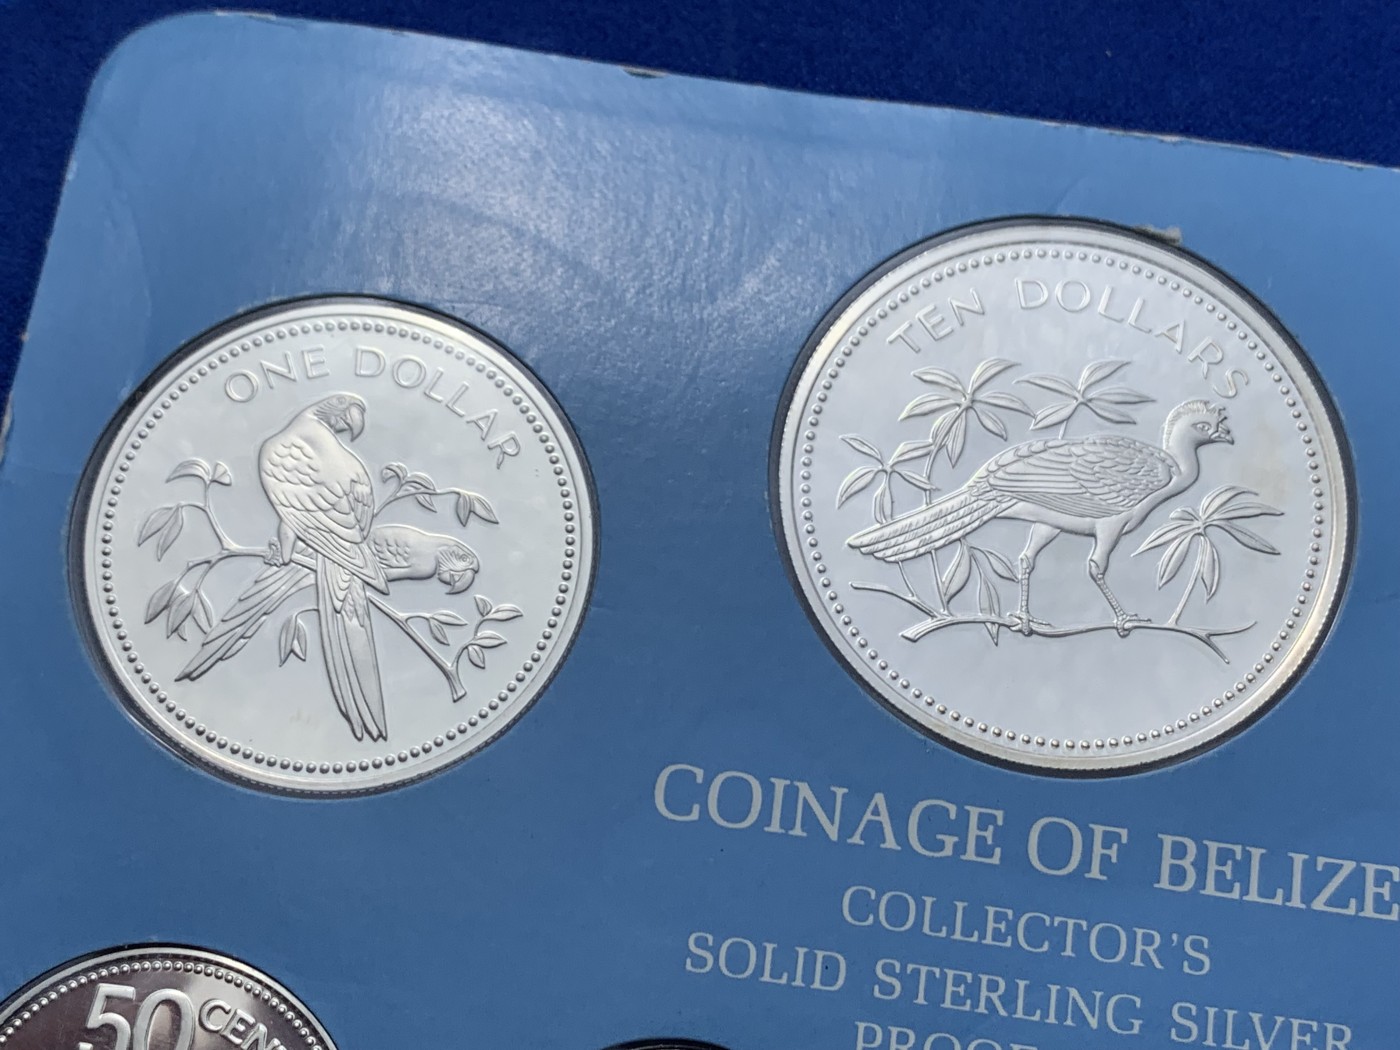 ONE DOLLAR
TEN DOLLARS
COINAGE OF BELIZE
COLLECTOR'S
SOLID STERLING SILVER
50